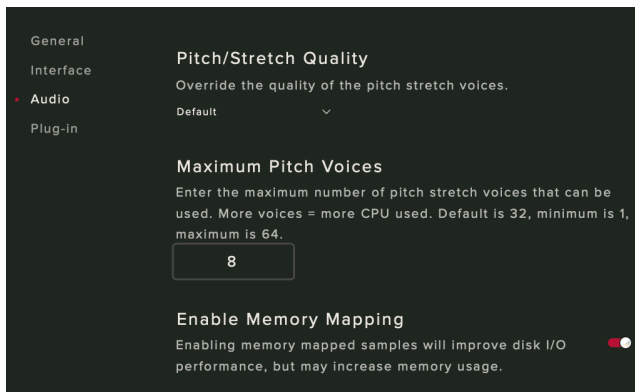 General
Interface
Audio
Plug-in
Pitch/Stretch Quality
Override the quality of the pitch stretch voices.
Default
Maximum Pitch Voices
Enter the maximum number of pitch stretch voices that can be
used. More voices = more CPU used. Default is 32, minimum is 1,
maximum is 64.
8
Enable Memory Mapping
Enabling memory mapped samples will improve disk I/O
performance, but may increase memory usage.